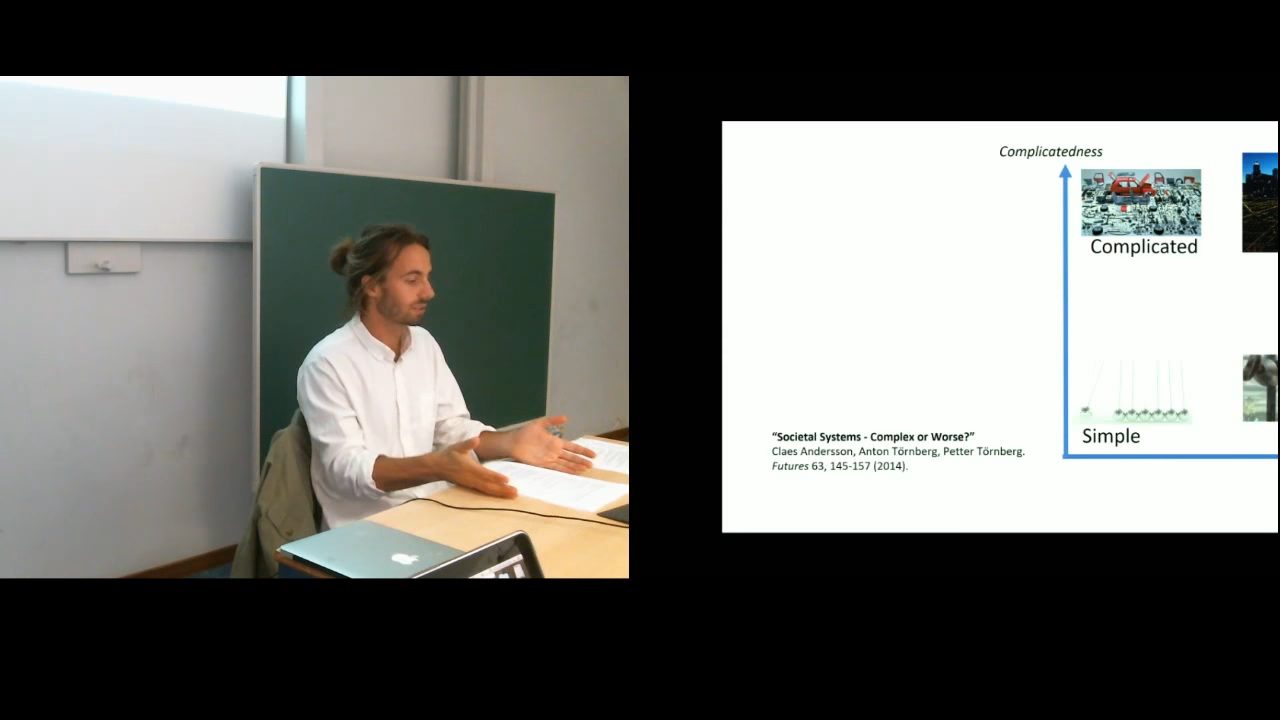 Complicatedness
Complicated
Simple
“Societal Systems - Complex or Worse?”
Claes Andersson, Anton Törnberg, Petter Törnberg.
Futures 63, 145-157 (2014).